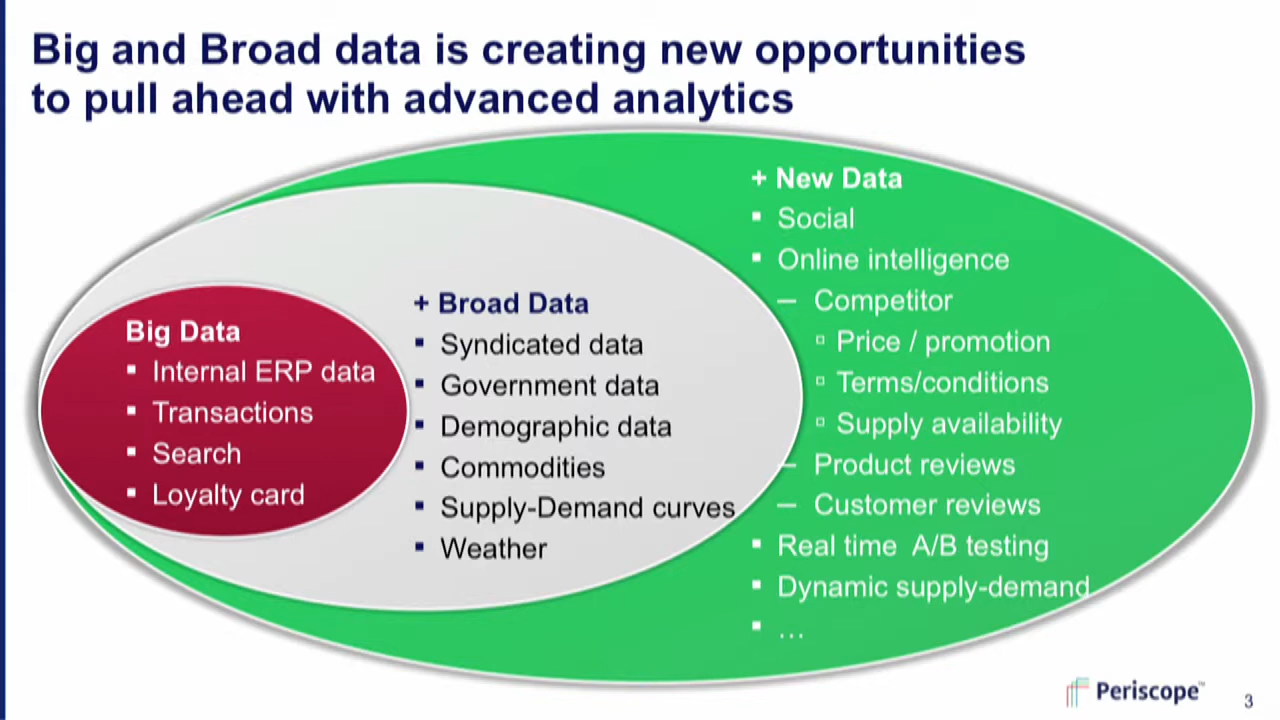 Big and Broad data is creating new opportunities
to pull ahead with advanced analytics
Big Data
▪ Internal ERP data
▪ Transactions
▪ Search
▪ Loyalty card
+ Broad Data
▪ Syndicated data
▪ Government data
▪ Demographic data
▪ Commodities
▪ Supply-Demand curves
▪ Weather
+ New Data
▪ Social
▪ Online intelligence
– Competitor
▫ Price / promotion
▫ Terms/conditions
▫ Supply availability
– Product reviews
– Customer reviews
▪ Real time A/B testing
▪ Dynamic supply-demand
▪ …
Periscope™
3